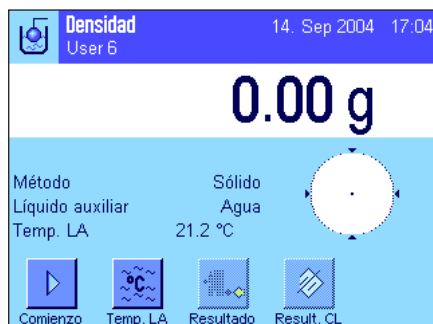 Densidad 14. Sep 2004 17:04
User 6
0.00 g
Método Sólido
Líquido auxiliar Agua
Temp. LA 21.2 °C
°C
Comienzo Temp. LA Resultado Result. CL